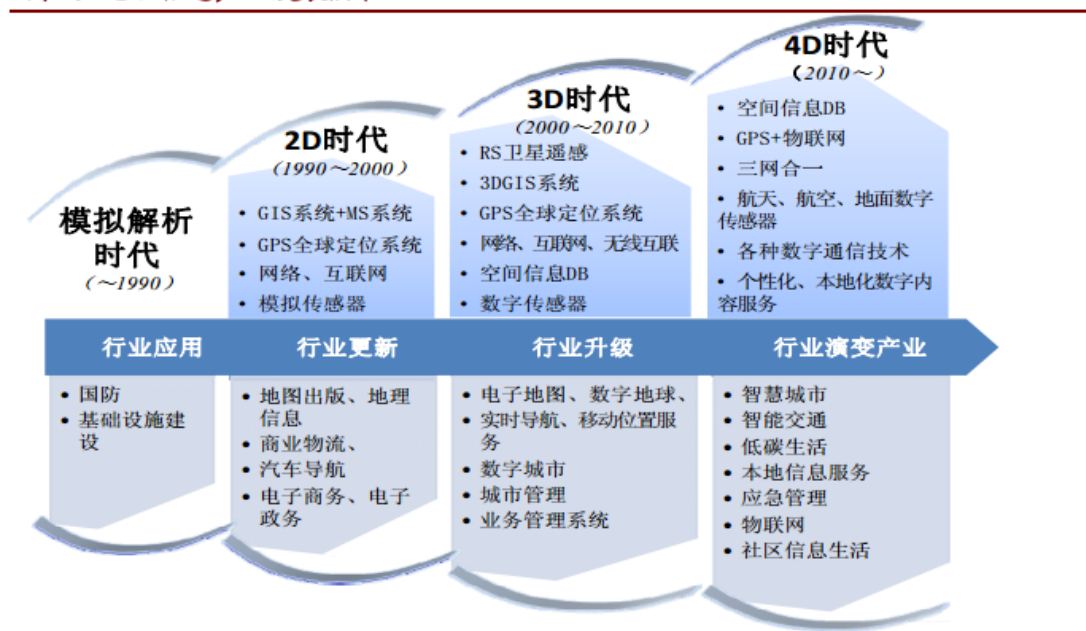 模拟解析
时代
(～1990)
2D时代
(1990～2000)
• GIS系统+MS系统
• GPS全球定位系统
• 网络、互联网
• 模拟传感器
3D时代
(2000～2010)
• RS卫星遥感
• 3DGIS系统
• GPS全球定位系统
• 网络、互联网、无线互联
• 空间信息DB
• 数字传感器
4D时代
(2010～)
• 空间信息DB
• GPS+物联网
• 三网合一
• 航天、航空、地面数字
传感器
• 各种数字通信技术
• 个性化、本地化数字内
容服务
行业应用
行业更新
行业升级
行业演变产业
• 国防
• 基础设施建
设
• 地图出版、地理
信息
• 商业物流、
• 汽车导航
• 电子商务、电子
政务
• 电子地图、数字地球、
• 实时导航、移动位置服
务
• 数字城市
• 城市管理
• 业务管理系统
• 智慧城市
• 智能交通
• 低碳生活
• 本地信息服务
• 应急管理
• 物联网
• 社区信息生活